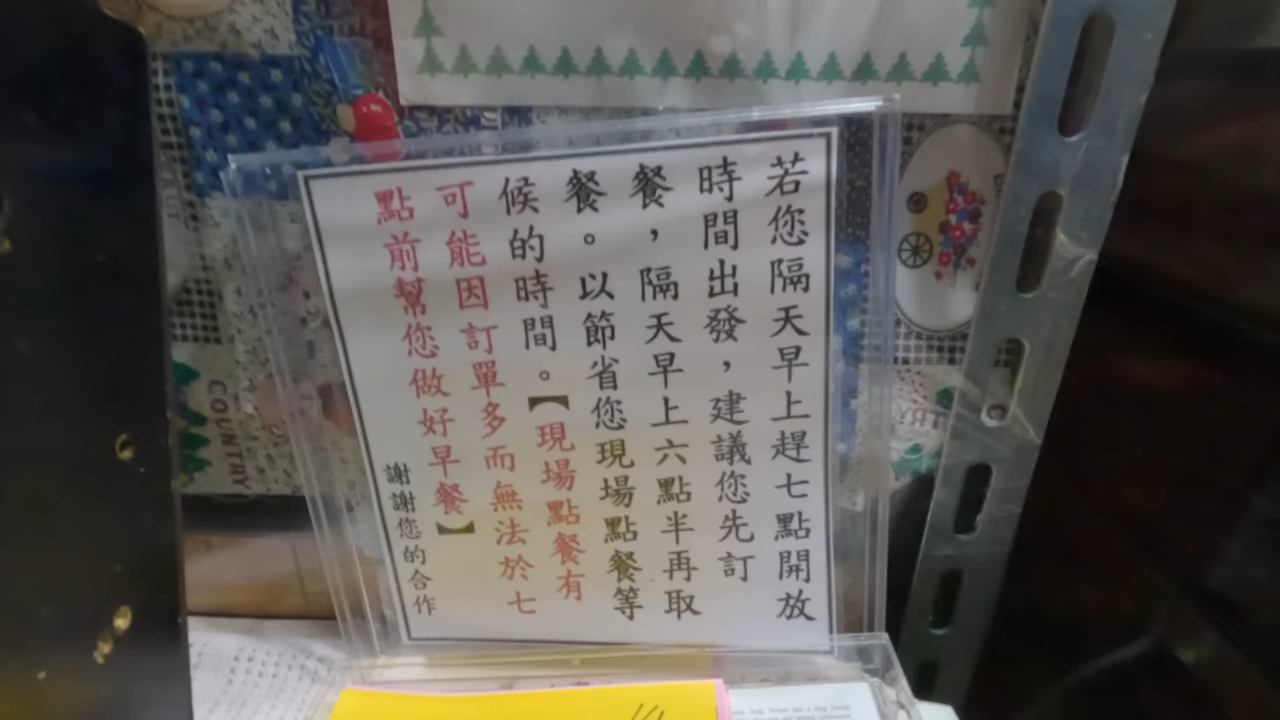 若您隔天早上趕七點開放
時間出發，建議您先訂
餐，隔天早上六點半再取
餐。以節省您現場點餐等
候的時間。【現場點餐有
可能因訂單多而無法於七
點前幫您做好早餐】
謝謝您的合作
COUNTRY